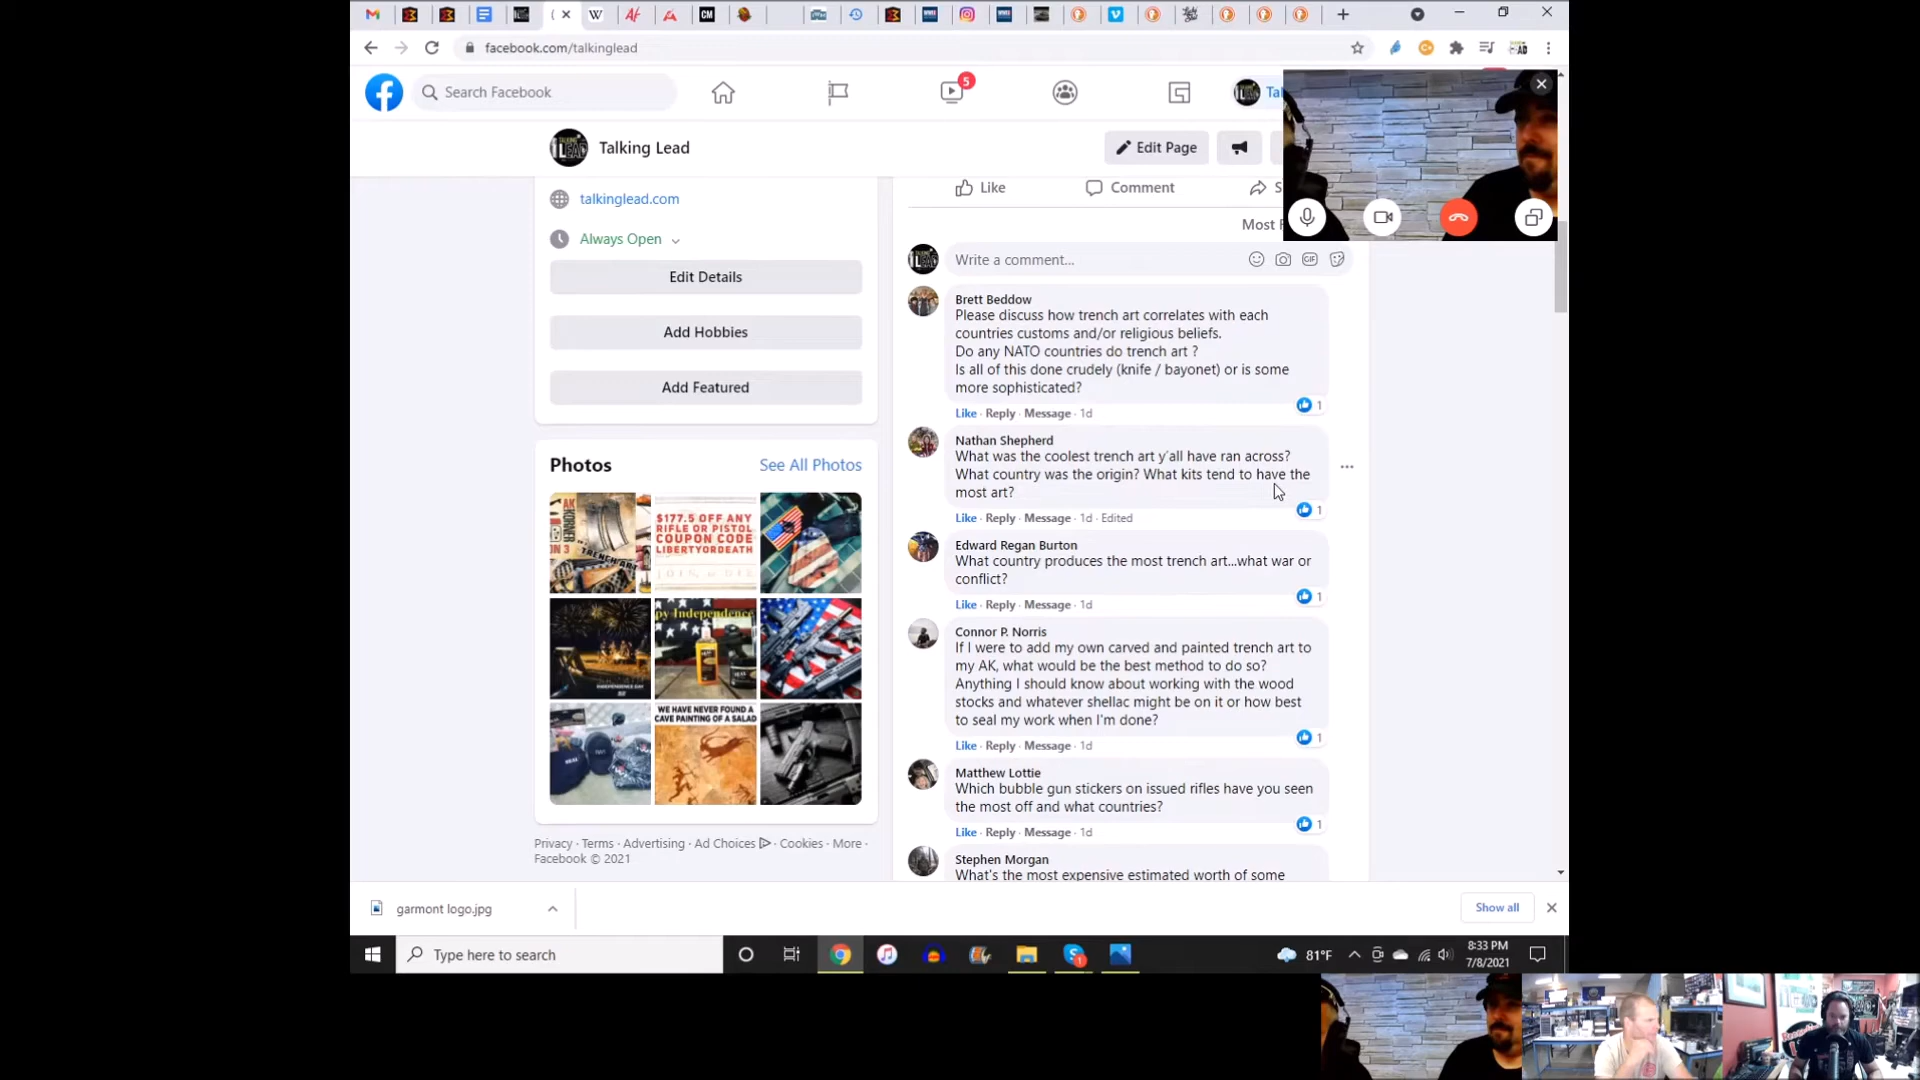 facebook.com/talkinglead
Search Facebook
5
Tal
Talking Lead
Edit Page
talkinglead.com
Always Open
Edit Details
Add Hobbies
Add Featured
Photos
See All Photos
$177.5 OFF ANY
RIFLE OR PISTOL
COUPON CODE
LIBERTYORDEATH
WE HAVE NEVER FOUND A
CAVE PAINTING OF A SALAD
Privacy · Terms · Advertising · Ad Choices · Cookies · More ·
Facebook © 2021
Like
Comment
S
Most R
Write a comment...
GIF
Brett Beddow
Please discuss how trench art correlates with each
countries customs and/or religious beliefs.
Do any NATO countries do trench art ?
Is all of this done crudely (knife / bayonet) or is some
more sophisticated?
1
Like · Reply · Message · 1d
Nathan Shepherd
What was the coolest trench art y'all have ran across?
What country was the origin? What kits tend to have the
most art?
1
Like · Reply · Message · 1d · Edited
Edward Regan Burton
What country produces the most trench art...what war or
conflict?
1
Like · Reply · Message · 1d
Connor P. Norris
If I were to add my own carved and painted trench art to
my AK, what would be the best method to do so?
Anything I should know about working with the wood
stocks and whatever shellac might be on it or how best
to seal my work when I'm done?
1
Like · Reply · Message · 1d
Matthew Lottie
Which bubble gun stickers on issued rifles have you seen
the most off and what countries?
1
Like · Reply · Message · 1d
Stephen Morgan
What's the most expensive estimated worth of some
garmont logo.jpg
Show all
Type here to search
81°F
8:33 PM
7/8/2021